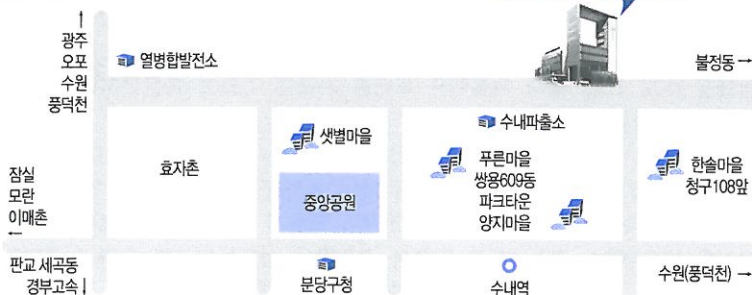 ↑
광주
오포
수원
풍덕천
열병합발전소
불정동 →
효자촌
샛별마을
중앙공원
수내파출소
푸른마을
쌍용609동
파크타운
양지마을
한솔마을
청구108앞
잠실
모란
이매촌
←
판교 세곡동
경부고속↓
분당구청
수내역
수원(풍덕천) →